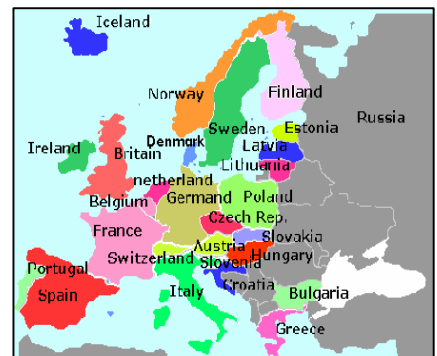 Iceland
Norway
Finland
Russia
Sweden
Estonia
Denmark
Latvia
Ireland
Britain
Lithuania
netherland
Belgium
Germand
Poland
Czech Rep.
France
Slovakia
Austria
Switzerland
Hungary
Slovenia
Portugal
Croatia
Spain
Italy
Bulgaria
Greece